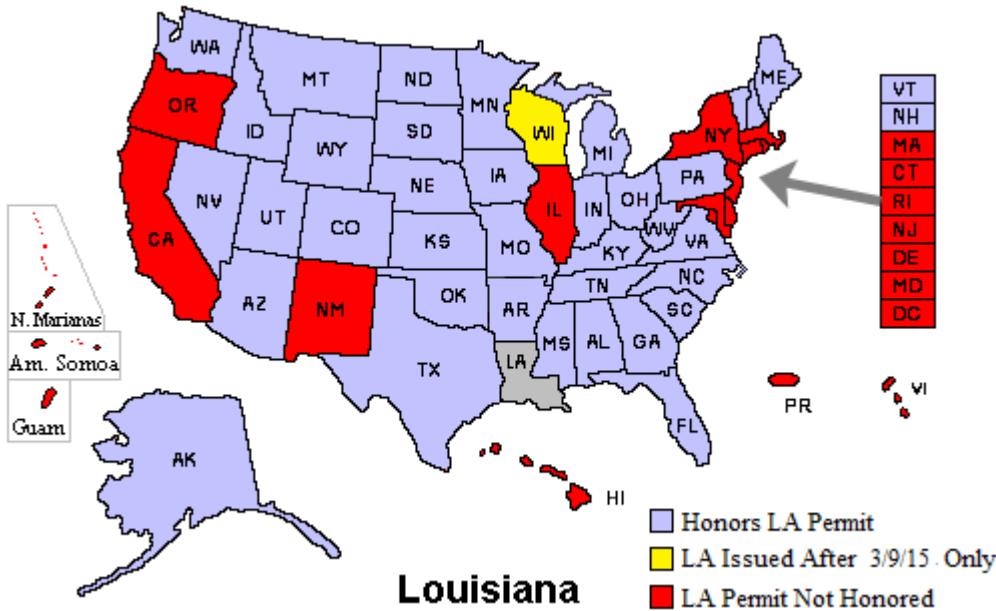 WA
MT
ND
MN
ME
VT
NH
OR
ID
SD
WI
MI
NY
MA
CT
WY
IA
PA
RI
NE
IL
IN
OH
NJ
NV
UT
CO
KS
MO
KY
WV
VA
DE
MD
DC
CA
AZ
NM
OK
AR
TN
NC
SC
N. Marianas
Am. Somoa
Guam
TX
LA
MS
AL
GA
FL
PR
VI
AK
HI
Honors LA Permit
LA Issued After 3/9/15 Only
LA Permit Not Honored
Louisiana